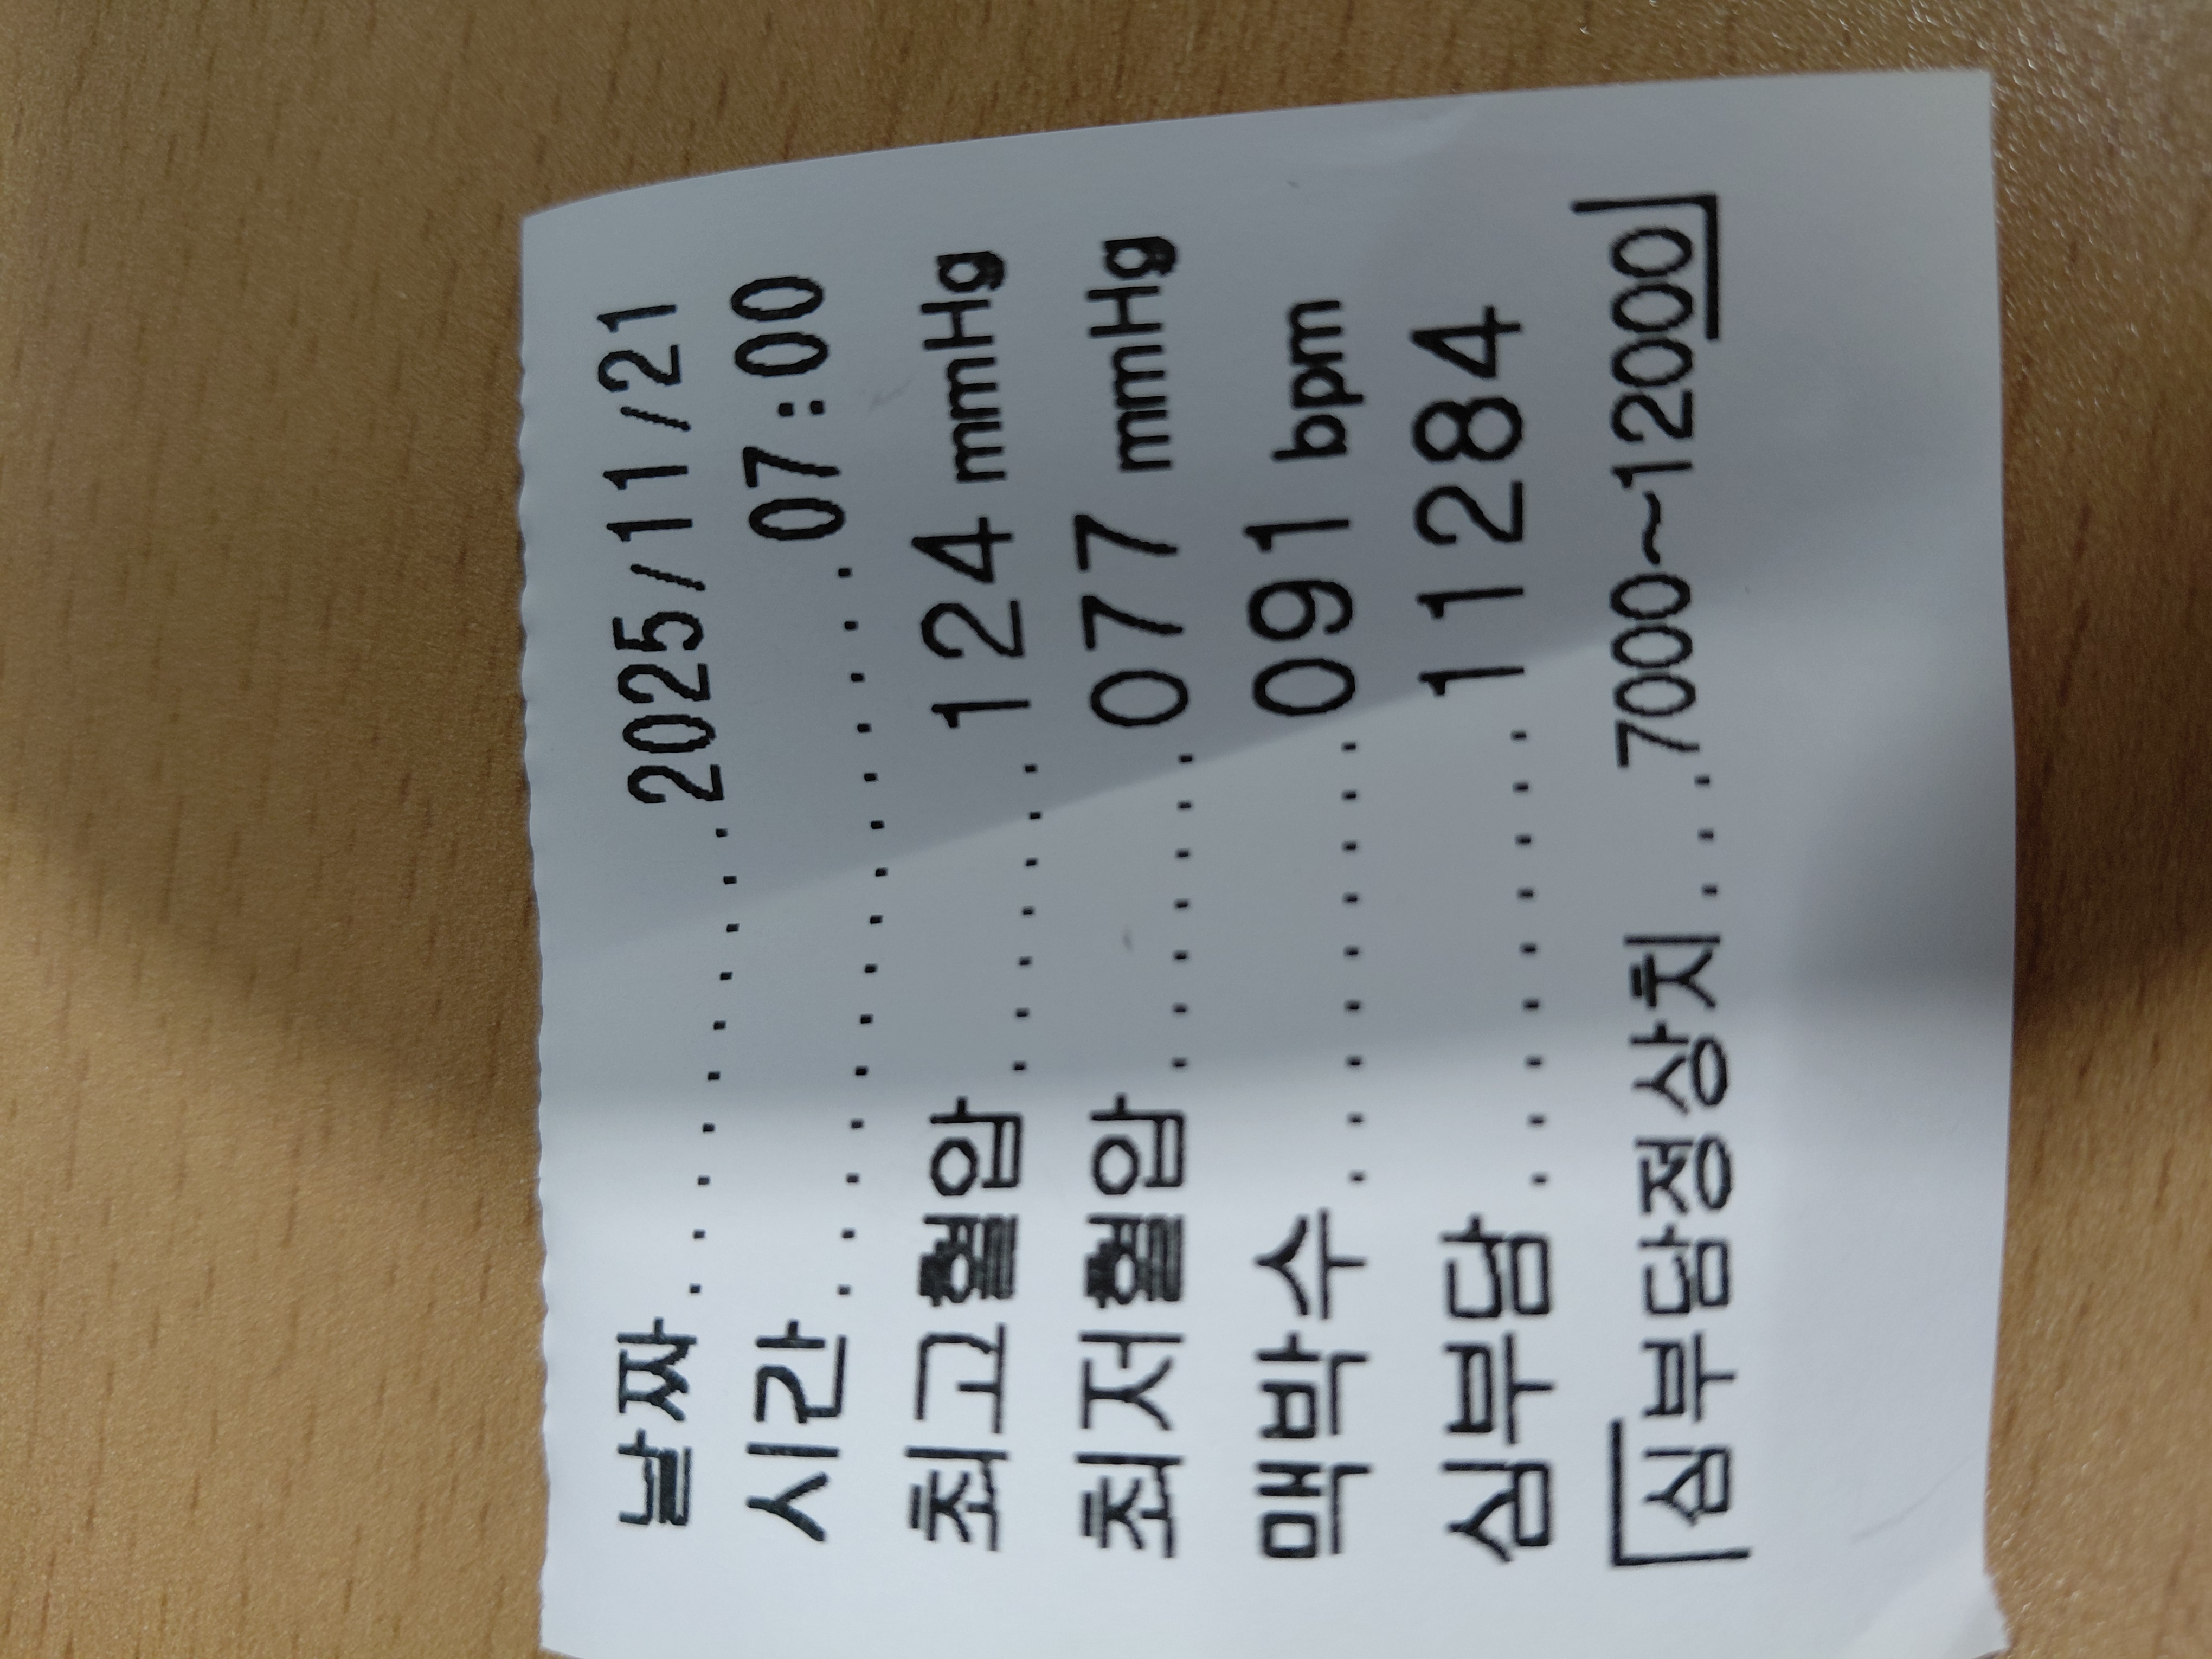 날짜.............2025/11/21
시간...............07:00
최고혈압.......124 mmHg
최저혈압.......077 mmHg
맥박수..........091 bpm
심부담..........11284
「심부담정상치...7000~12000」